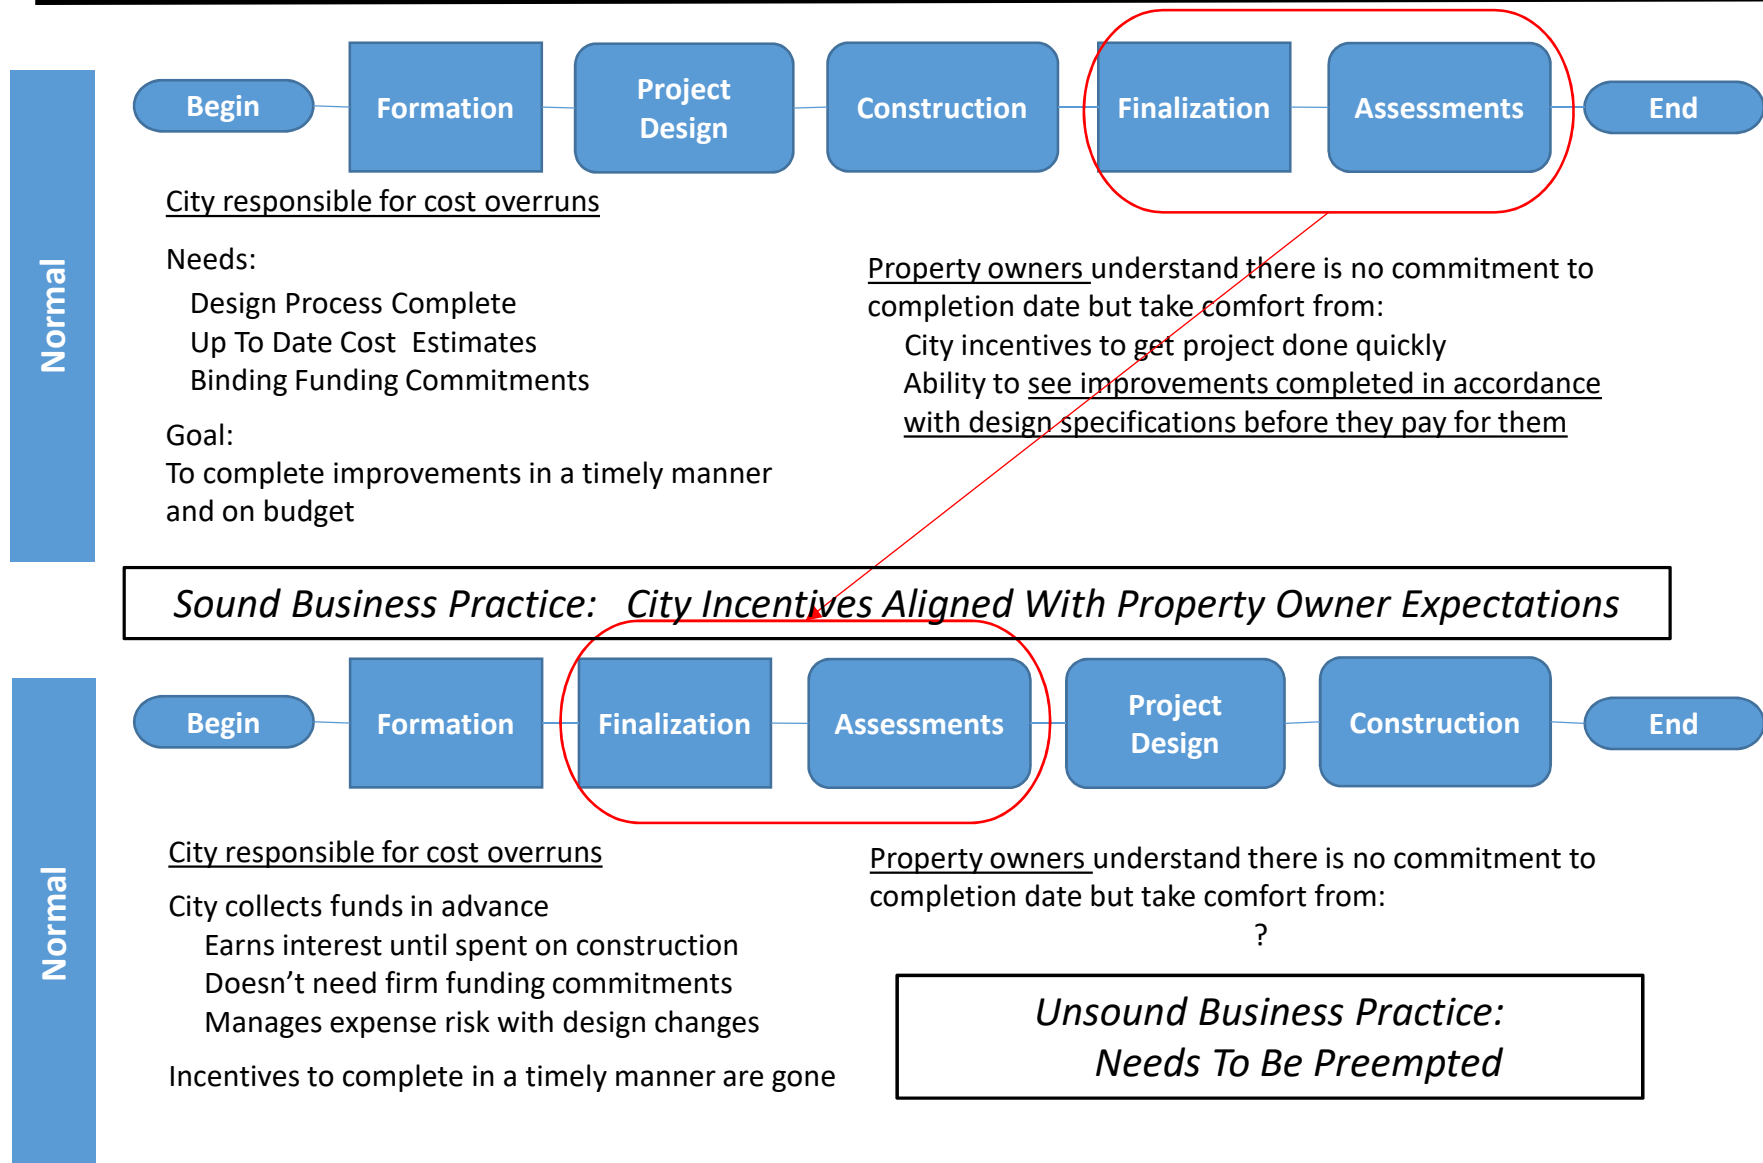 Normal
Begin
Formation
Project
Design
Construction
Finalization
Assessments
End
City responsible for cost overruns
Needs:
Design Process Complete
Up To Date Cost  Estimates
Binding Funding Commitments
Goal:
To complete improvements in a timely manner
and on budget
Property owners understand there is no commitment to
completion date but take comfort from:
City incentives to get project done quickly
Ability to see improvements completed in accordance
with design specifications before they pay for them
Sound Business Practice:   City Incentives Aligned With Property Owner Expectations
Normal
Begin
Formation
Finalization
Assessments
Project
Design
Construction
End
City responsible for cost overruns
City collects funds in advance
Earns interest until spent on construction
Doesn’t need firm funding commitments
Manages expense risk with design changes
Incentives to complete in a timely manner are gone
Property owners understand there is no commitment to
completion date but take comfort from:
?
Unsound Business Practice:
Needs To Be Preempted